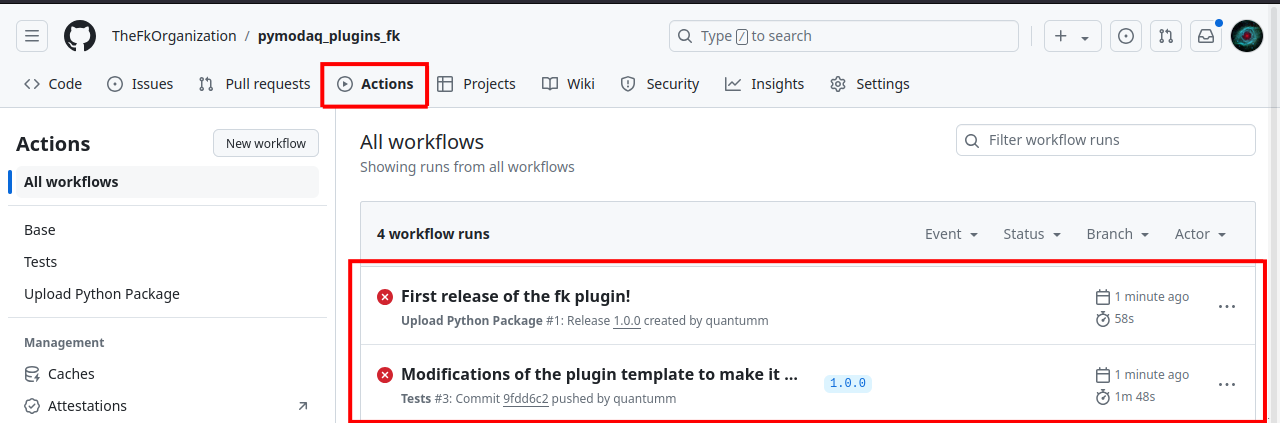 TheFkOrganization / pymodaq_plugins_fk
Type / to search
Code Issues Pull requests Actions Projects Wiki Security Insights Settings
Actions
New workflow
All workflows
Base
Tests
Upload Python Package
Management
Caches
Attestations
All workflows
Showing runs from all workflows
Filter workflow runs
4 workflow runs
Event Status Branch Actor
First release of the fk plugin!
Upload Python Package #1: Release 1.0.0 created by quantumm
1 minute ago
58s
Modifications of the plugin template to make it ...
Tests #3: Commit 9fdd6c2 pushed by quantumm
1.0.0
1 minute ago
1m 48s